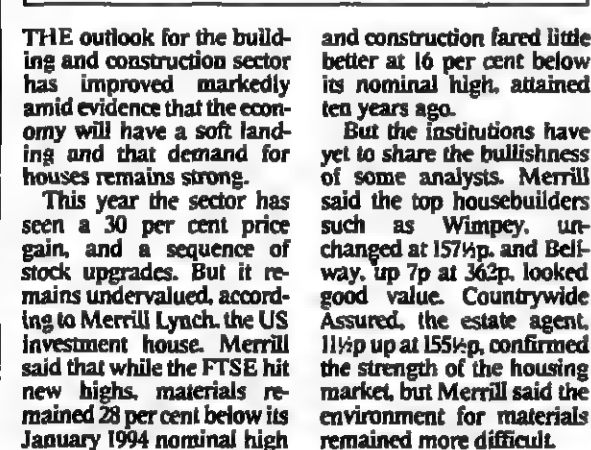 THE outlook for the build-
ing and construction sector
has improved markedly
amid evidence that the econ-
omy will have a soft land-
ing and that demand for
houses remains strong.
This year the sector has
seen a 30 per cent price
gain, and a sequence of
stock upgrades. But it re-
mains undervalued, accord-
ing to Merrill Lynch, the US
investment house. Merrill
said that while the FTSE hit
new highs, materials re-
mained 28 per cent below its
January 1994 nominal high
and construction fared little
better at 16 per cent below
its nominal high, attained
ten years ago.
But the institutions have
yet to share the bullishness
of some analysts. Merrill
said the top housebuilders
such as Wimpey, un-
changed at 157½p, and Bell-
way, up 7p at 362p, looked
good value. Countrywide
Assured, the estate agent,
11½p up at 155½p, confirmed
the strength of the housing
market, but Merrill said the
environment for materials
remained more difficult.